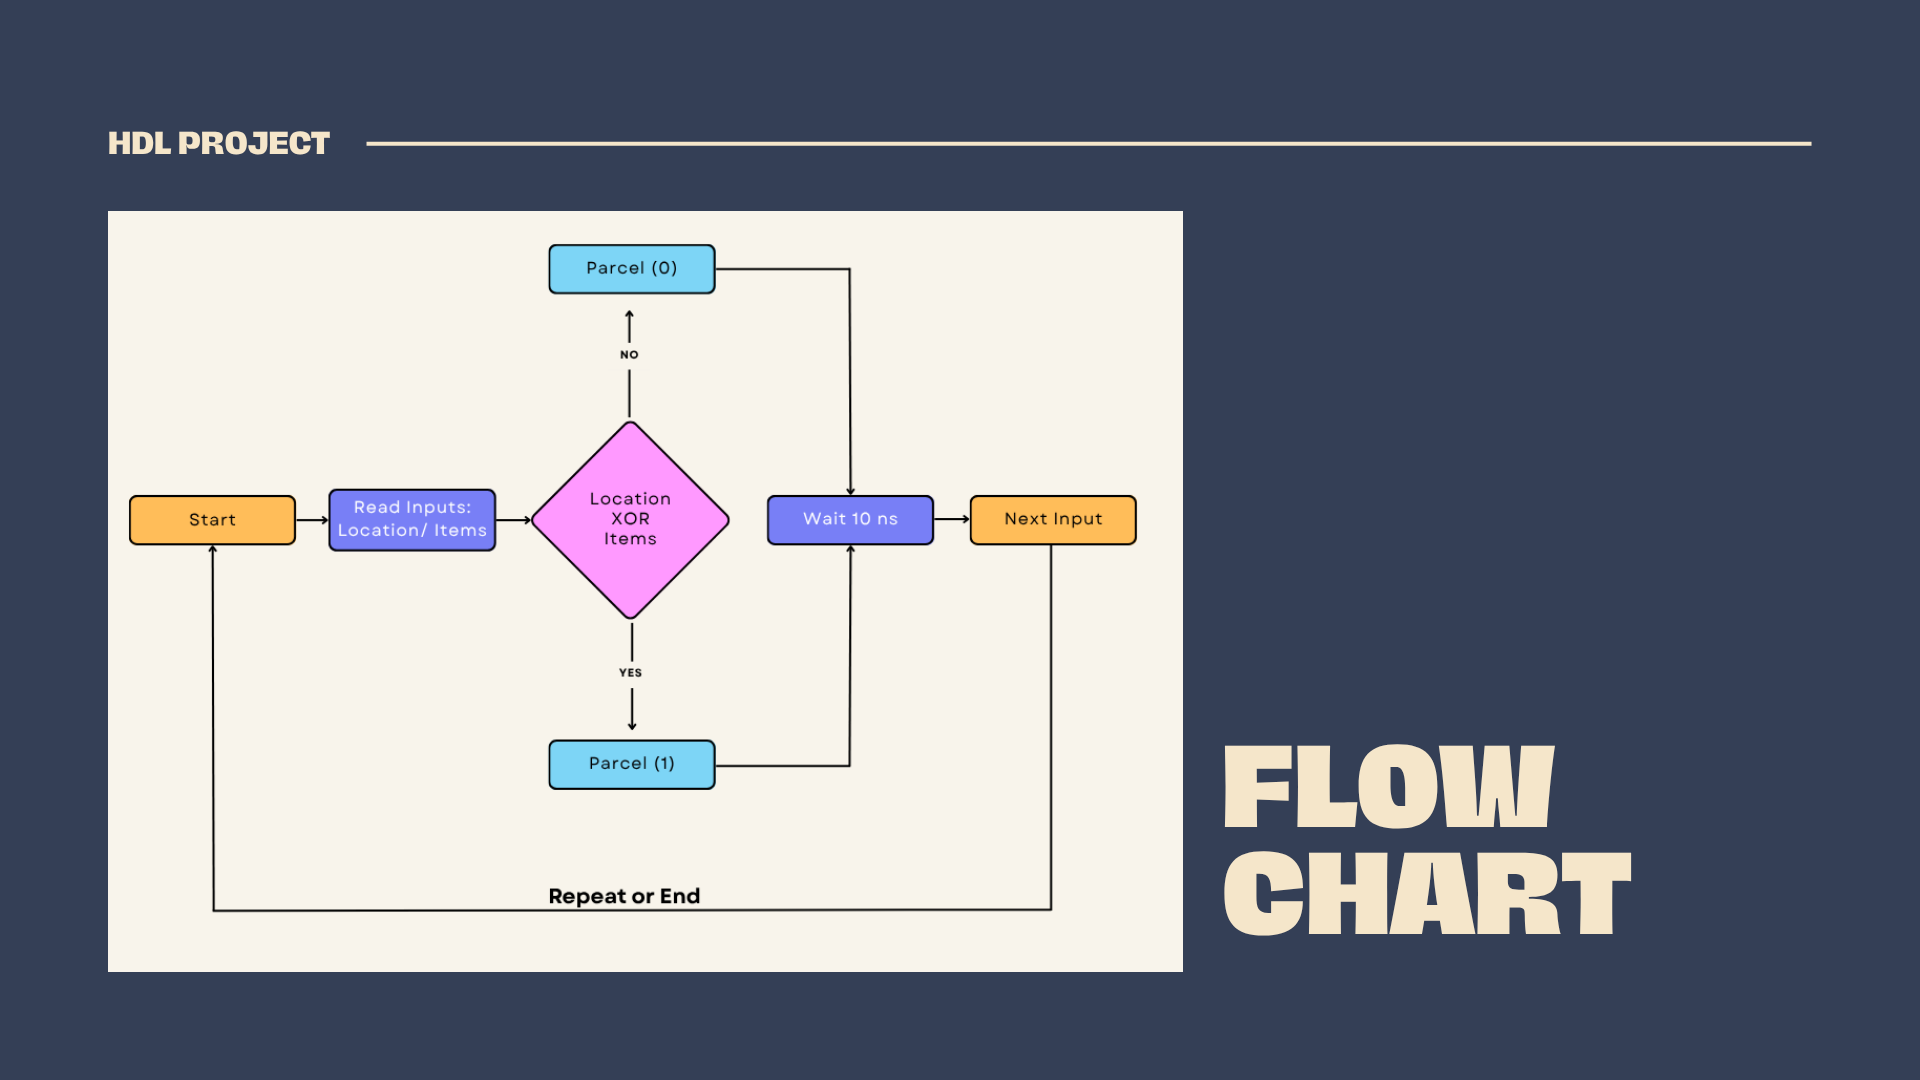 HDL PROJECT
Parcel (0)
NO
Start
Read Inputs:
Location/ Items
Location
XOR
Items
Wait 10 ns
Next Input
YES
Parcel (1)
Repeat or End
FLOW
CHART